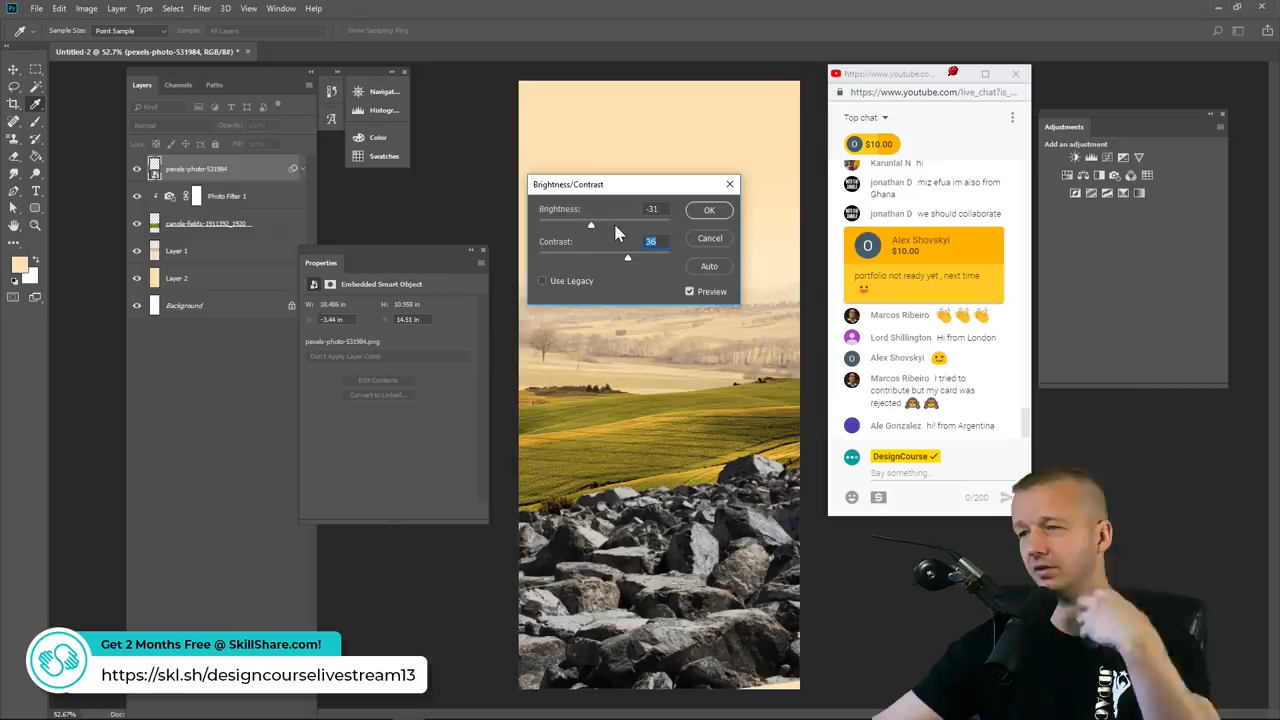 Ps File Edit Image Layer Type Select Filter 3D View Window Help
Sample Size: Point Sample Sample: All Layers Show Sampling Ring
Untitled-2 @ 52.7% (pexels-photo-531984, RGB/8#) *
Layers Channels Paths
Kind
Normal Opacity: 100%
Lock: Fill: 100%
pexels-photo-531984
Photo Filter 1
canola-fields-1911392_1920
Layer 1
Layer 2
Background
Navigat...
Histogr...
Color
Swatches
Properties
Embedded Smart Object
W: 18.486 in H: 10.958 in
X: -3.44 in Y: 14.51 in
pexels-photo-531984.png
Don't Apply Layer Comp
Edit Contents
Convert to Linked...
Brightness/Contrast
Brightness: -31
OK
Contrast: 36
Cancel
Auto
Use Legacy
Preview
https://www.youtube.co...
https://www.youtube.com/live_chat?is_...
Top chat
O $10.00
Karunlal N hi
jonathan D miz efua im also from
Ghana
jonathan D we should collaborate
O Alex Shovskyi
$10.00
portfolio not ready yet , next time
Marcos Ribeiro
Lord Shillington Hi from London
Alex Shovskyi
Marcos Ribeiro I tried to
contribute but my card was
rejected
Ale Gonzalez hi! from Argentina
DesignCourse
Say something...
0/200
Adjustments
Add an adjustment
Get 2 Months Free @ SkillShare.com!
https://skl.sh/designcourselivestream13
52.67% Doc: